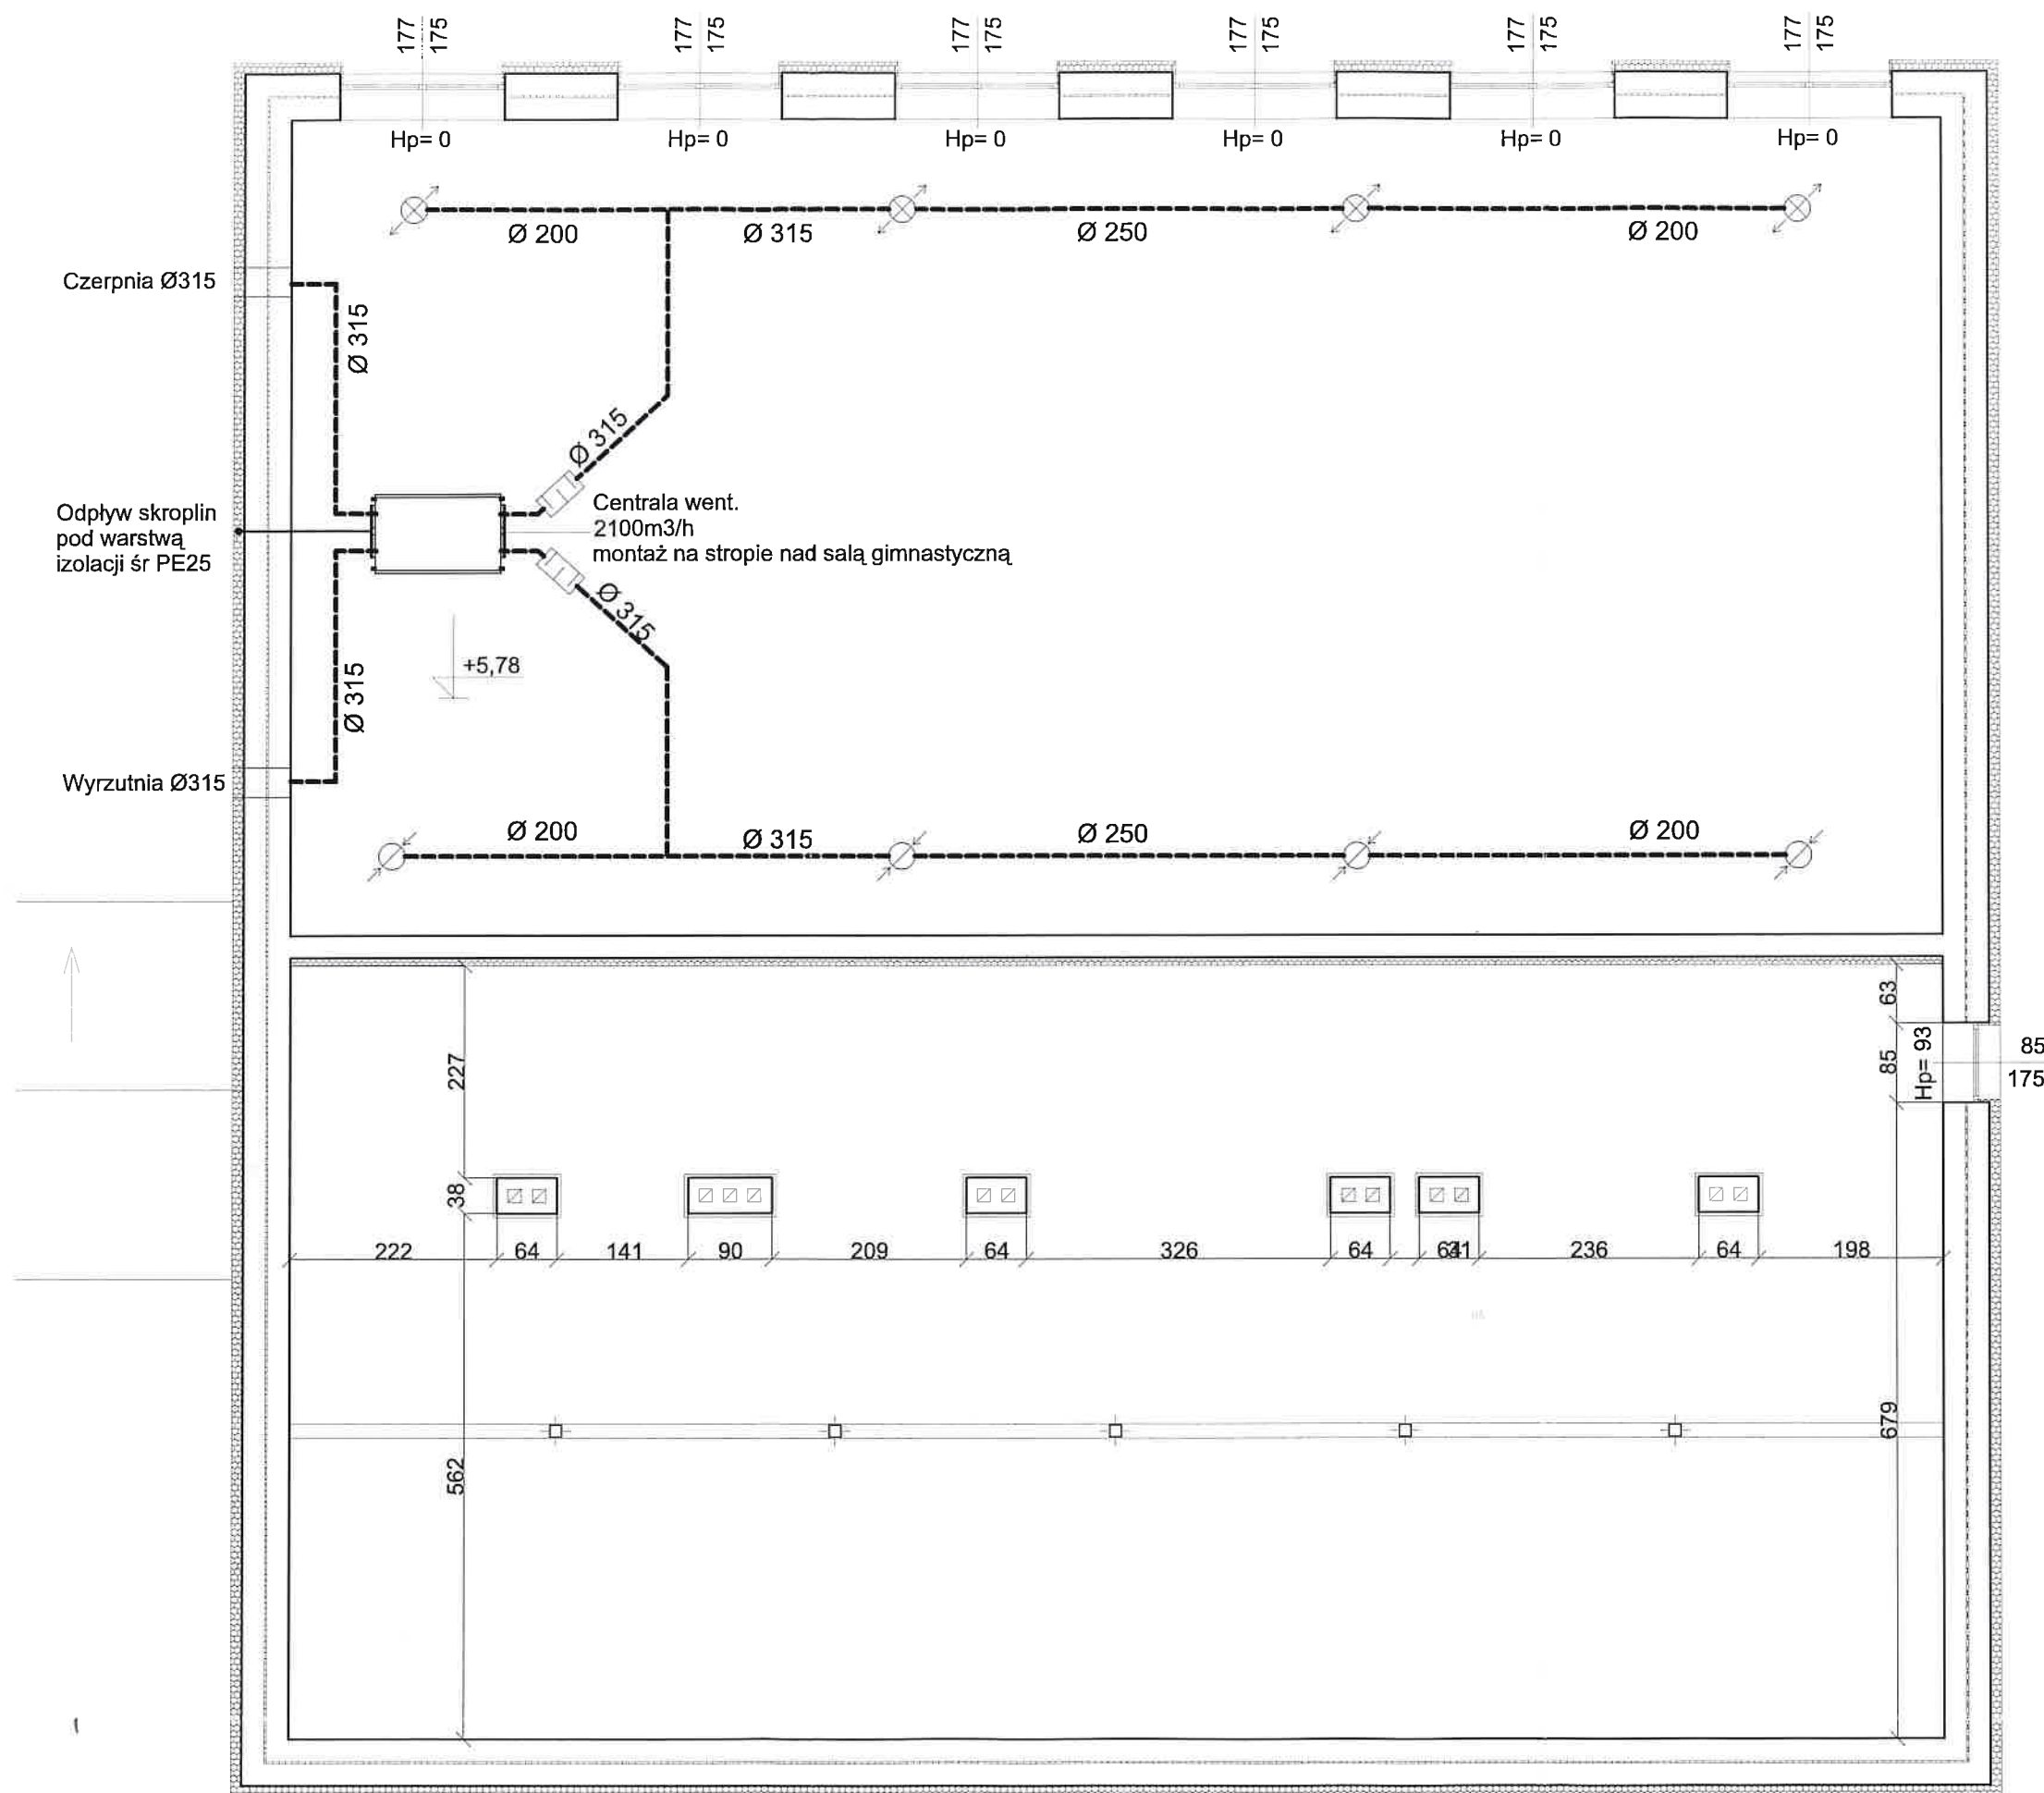 177
175
177
175
177
175
177
175
177
175
177
175
Hp= 0
Hp= 0
Hp= 0
Hp= 0
Hp= 0
Hp= 0
Ø 200
Ø 315
Ø 250
Ø 200
Czerpnia Ø315
Ø 315
Ø 315
Odpływ skroplin
pod warstwą
izolacji śr PE25
Centrala went.
2100m3/h
montaż na stropie nad salą gimnastyczną
Ø 315
+5,78
Ø 315
Wyrzutnia Ø315
Ø 200
Ø 315
Ø 250
Ø 200
63
227
85
Hp= 93
85
175
38
222
64
141
90
209
64
326
64
64
236
64
198
562
679